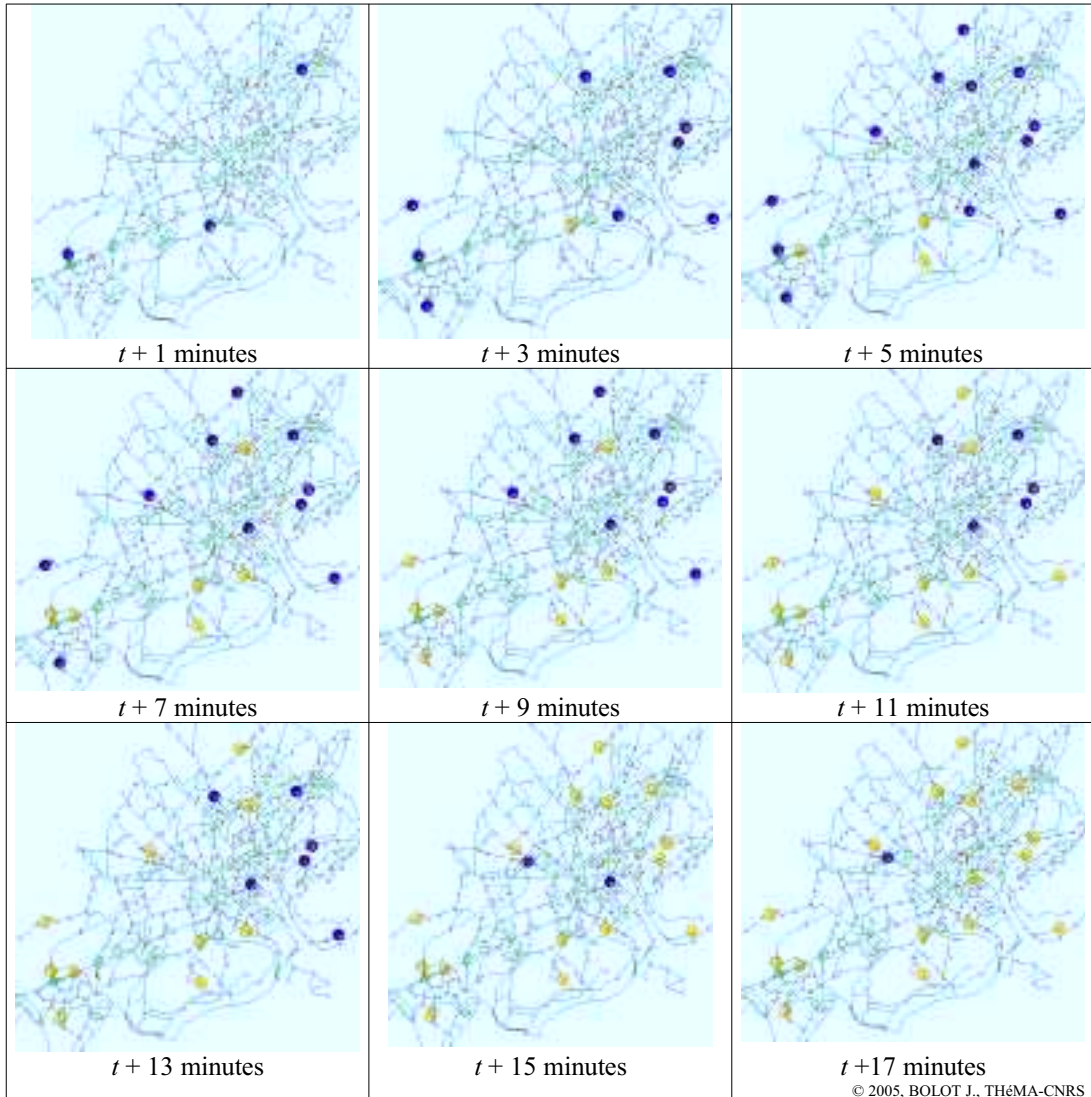 t + 1 minutes
t + 3 minutes
t + 5 minutes
t + 7 minutes
t + 9 minutes
t + 11 minutes
t + 13 minutes
t + 15 minutes
t +17 minutes
© 2005, BOLOT J., THéMA-CNRS